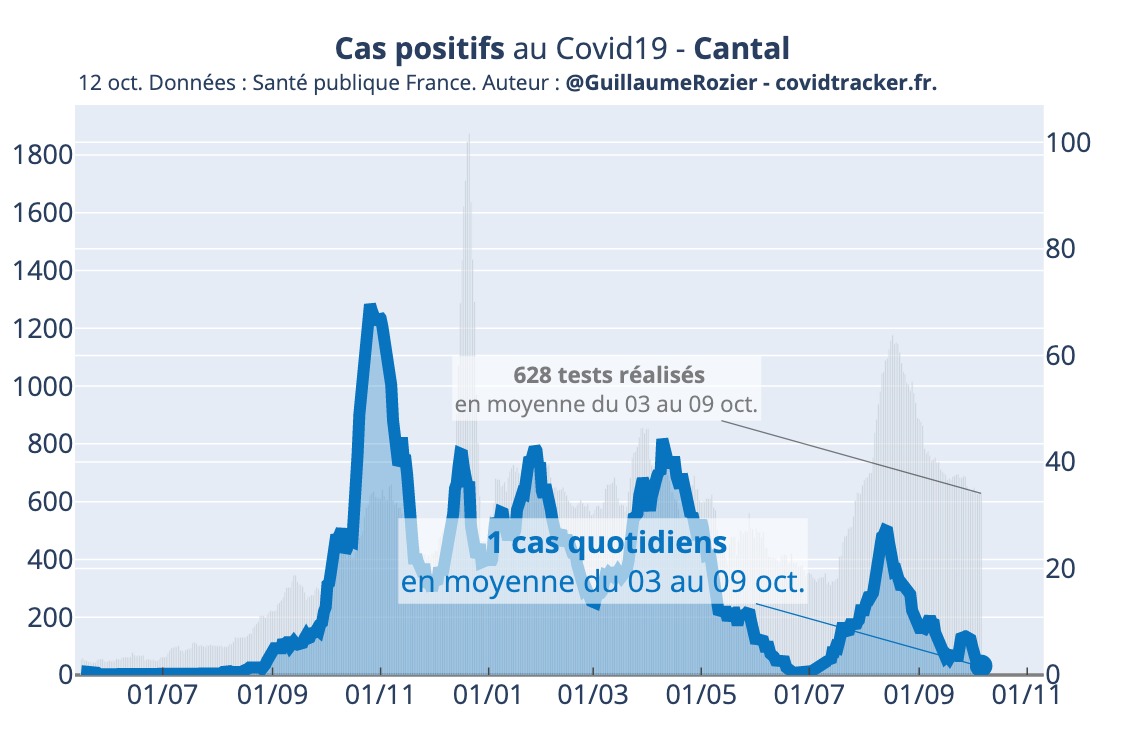 Cas positifs au Covid19 - Cantal
12 oct. Données : Santé publique France. Auteur : @GuillaumeRozier - covidtracker.fr.
1800
1600
1400
1200
1000
800
600
400
200
0
100
80
60
40
20
0
628 tests réalisés
en moyenne du 03 au 09 oct.
1 cas quotidiens
en moyenne du 03 au 09 oct.
01/07 01/09 01/11 01/01 01/03 01/05 01/07 01/09 01/11